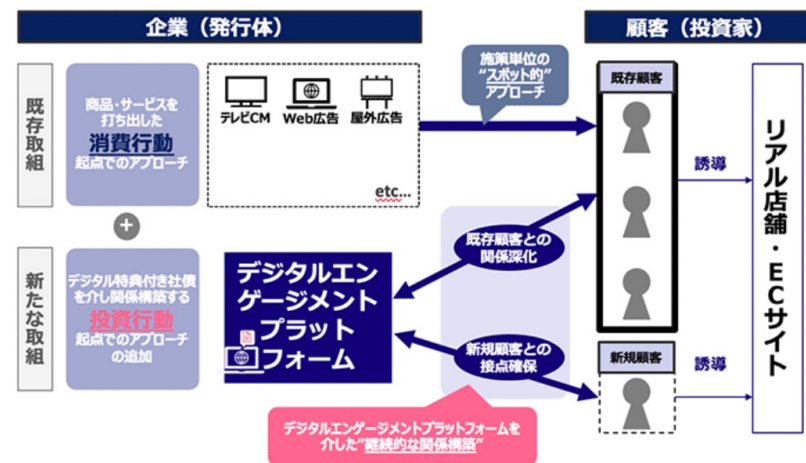 企業（発行体）
顧客（投資家）
既存取組
商品・サービスを
打ち出した
消費行動
起点でのアプローチ
テレビCM
Web広告
屋外広告
etc...
施策単位の
“スポット的”
アプローチ
既存顧客
誘導
リアル店舗・ECサイト
+
新たな取組
デジタル特典付き社債
を介し関係構築する
投資行動
起点でのアプローチ
の追加
デジタルエン
ゲージメント
プラット
フォーム
既存顧客との
関係深化
新規顧客との
接点確保
新規顧客
誘導
デジタルエンゲージメントプラットフォームを
介した”継続的な関係構築”